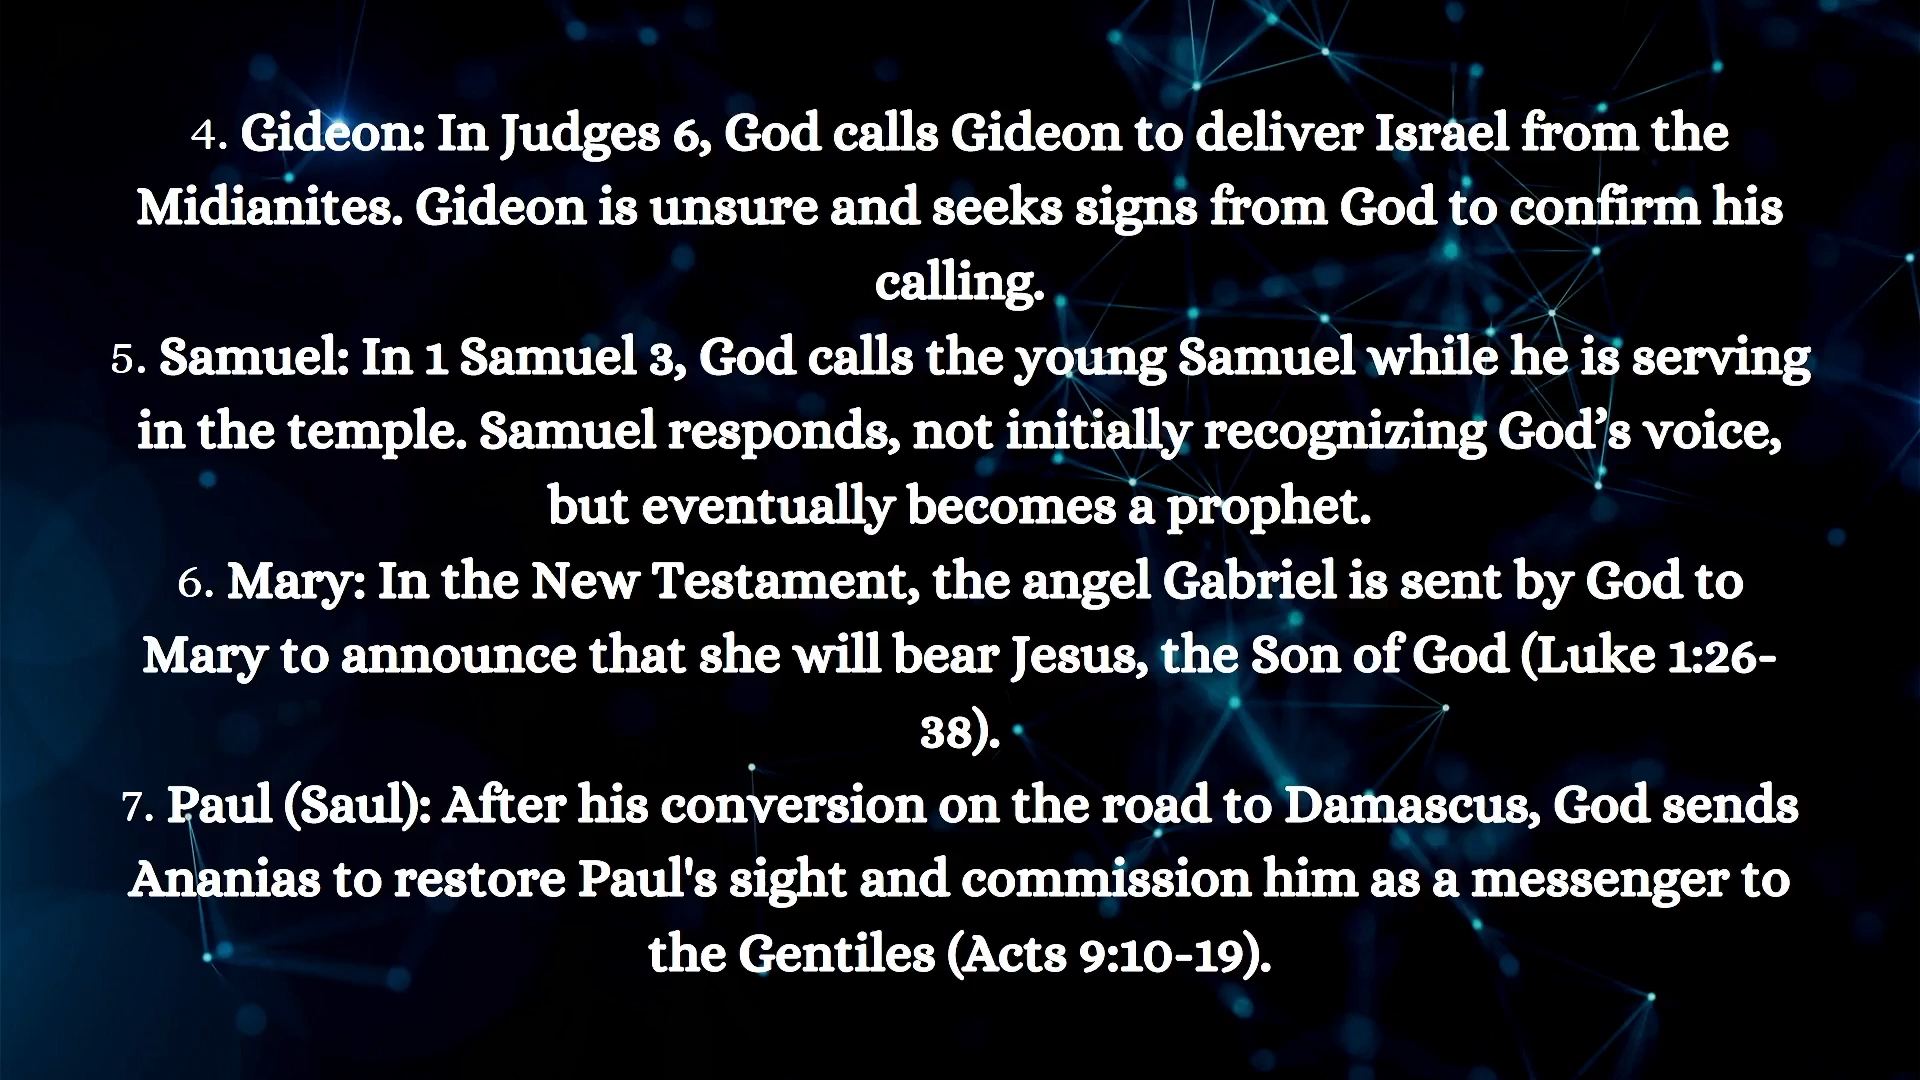 4. Gideon: In Judges 6, God calls Gideon to deliver Israel from the
Midianites. Gideon is unsure and seeks signs from God to confirm his
calling.
5. Samuel: In 1 Samuel 3, God calls the young Samuel while he is serving
in the temple. Samuel responds, not initially recognizing God’s voice,
but eventually becomes a prophet.
6. Mary: In the New Testament, the angel Gabriel is sent by God to
Mary to announce that she will bear Jesus, the Son of God (Luke 1:26-
38).
7. Paul (Saul): After his conversion on the road to Damascus, God sends
Ananias to restore Paul's sight and commission him as a messenger to
the Gentiles (Acts 9:10-19).